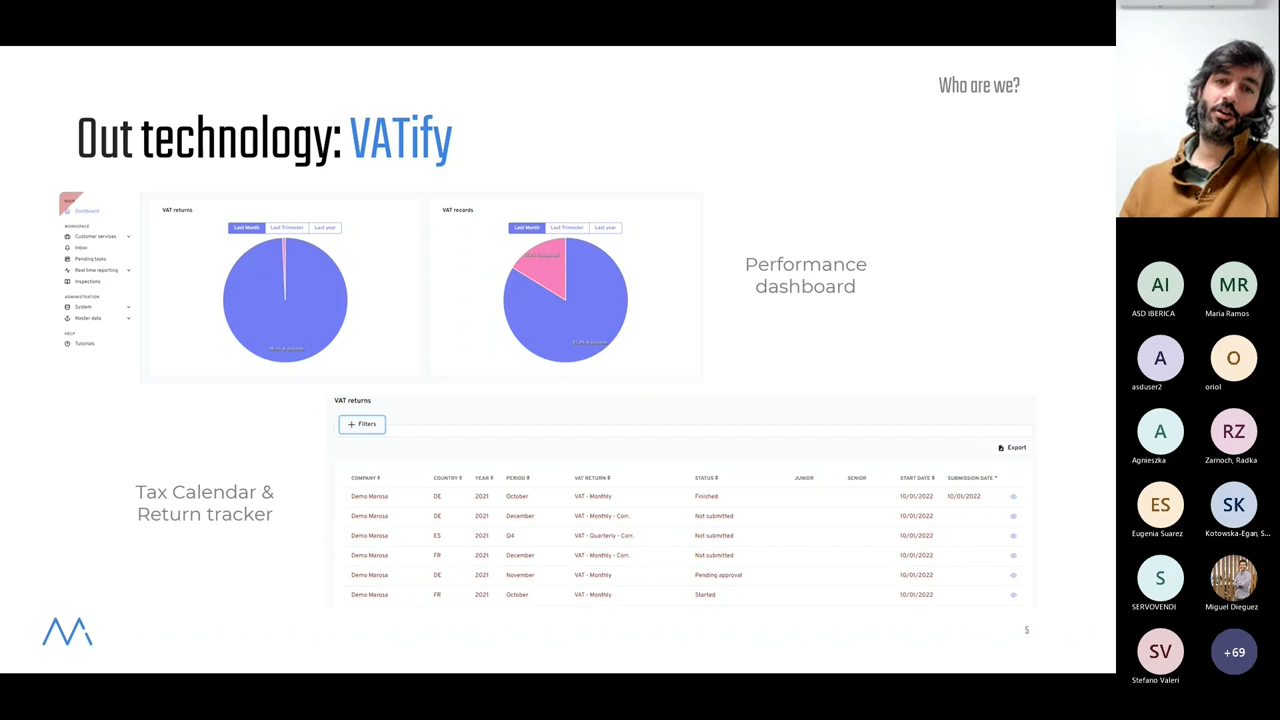 Who are we?
Out technology: VATify
MAIN
Dashboard
WORKSPACE
Customer services
Inbox
Pending tasks
Real time reporting
Inspections
ADMINISTRATION
System
Master data
HELP
Tutorials
VAT returns
Last Month Last Trimester Last year
VAT records
Last Month Last Trimester Last year
Performance
dashboard
Tax Calendar &
Return tracker
VAT returns
+ Filters
Export
COMPANY COUNTRY YEAR PERIOD VAT RETURN STATUS JUNIOR SENIOR START DATE SUBMISSION DATE
Demo Marosa DE 2021 October VAT - Monthly Finished 10/01/2022 10/01/2022
Demo Marosa DE 2021 December VAT - Monthly - Corr. Not submitted 10/01/2022
Demo Marosa ES 2021 Q4 VAT - Quarterly - Corr. Not submitted 10/01/2022
Demo Marosa FR 2021 December VAT - Monthly - Corr. Not submitted 10/01/2022
Demo Marosa DE 2021 November VAT - Monthly Pending approval 10/01/2022
Demo Marosa FR 2021 October VAT - Monthly Started 10/01/2022
5
AI MR
ASD IBERICA Maria Ramos
A O
asduser2 oriol
A RZ
Agnieszka Zarnoch, Radka
ES SK
Eugenia Suarez Kotowska-Egan, S...
S
SERVOVENDI Miguel Dieguez
SV +69
Stefano Valeri